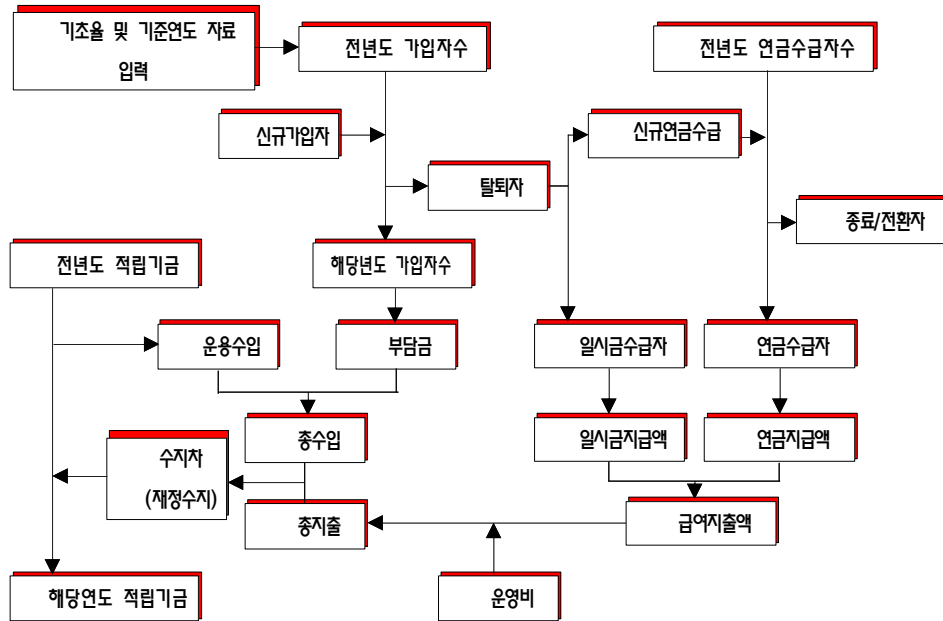 기초율 및 기준연도 자료
입력
전년도 가입자수
전년도 연금수급자수
신규가입자
신규연금수급
탈퇴자
종료/전환자
전년도 적립기금
해당년도 가입자수
운용수입
부담금
일시금수급자
연금수급자
총수입
일시금지급액
연금지급액
수지차
(재정수지)
총지출
급여지출액
해당연도 적립기금
운영비